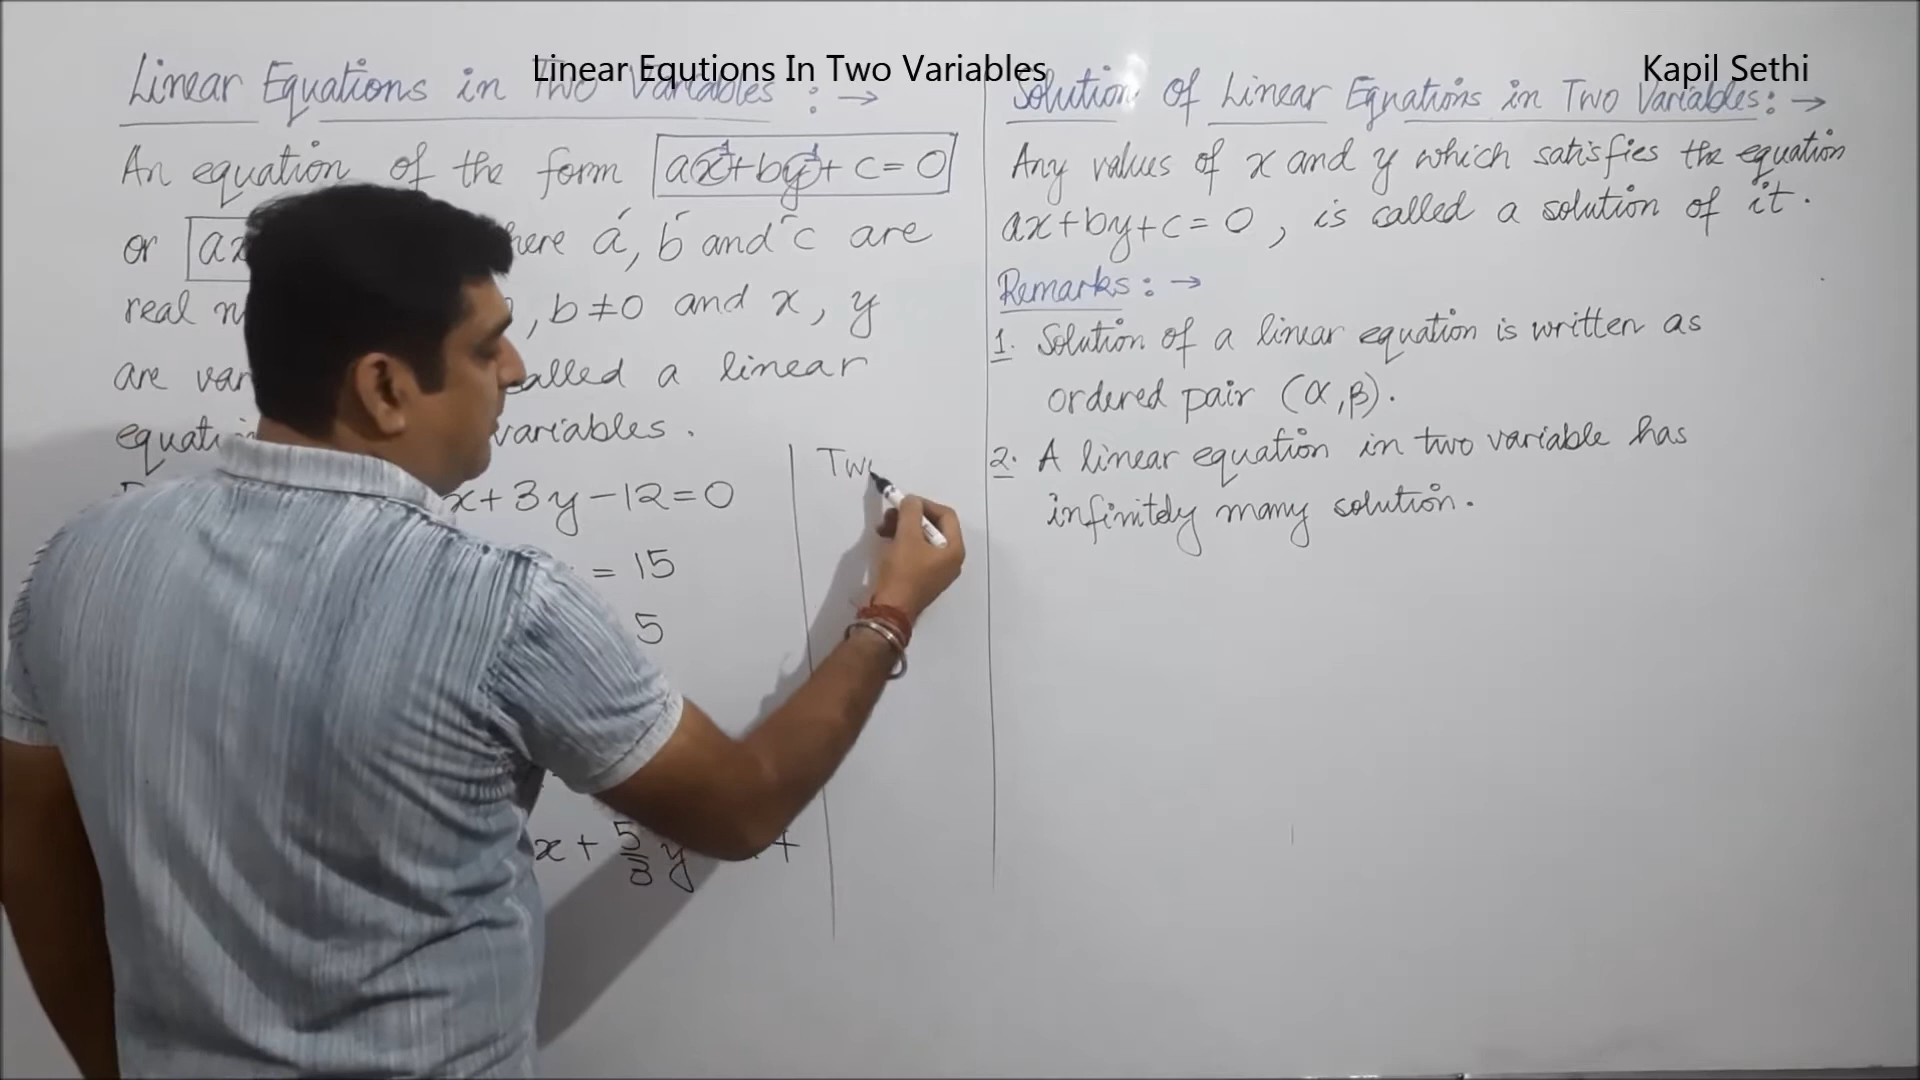 Linear Equtions In Two Variables
Kapil Sethi
Linear Equations in Two Variables : →
An equation of the form ax¹+by¹+c=0
or ax here a, b and c are
real n , b≠0 and x, y
are var alled a linear
equati variables.
x+3y-12=0
= 15
5
x + 5/3 y
Tw
Solution of Linear Equations in Two Variables: →
Any values of x and y which satisfies the equation
ax+by+c=0, is called a solution of it.
Remarks: →
1. Solution of a linear equation is written as
ordered pair (α,β).
2. A linear equation in two variable has
infinitely many solution.